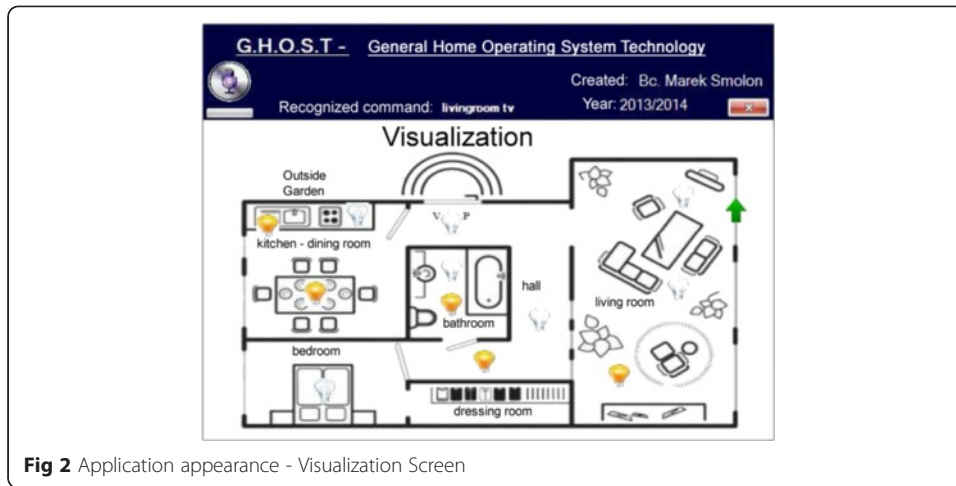 G.H.O.S.T - General Home Operating System Technology
Created: Bc. Marek Smolon
Recognized command: livingroom tv
Year: 2013/2014
x
Visualization
Outside
Garden
V P
kitchen - dining room
hall
living room
bathroom
bedroom
dressing room
Fig 2 Application appearance - Visualization Screen